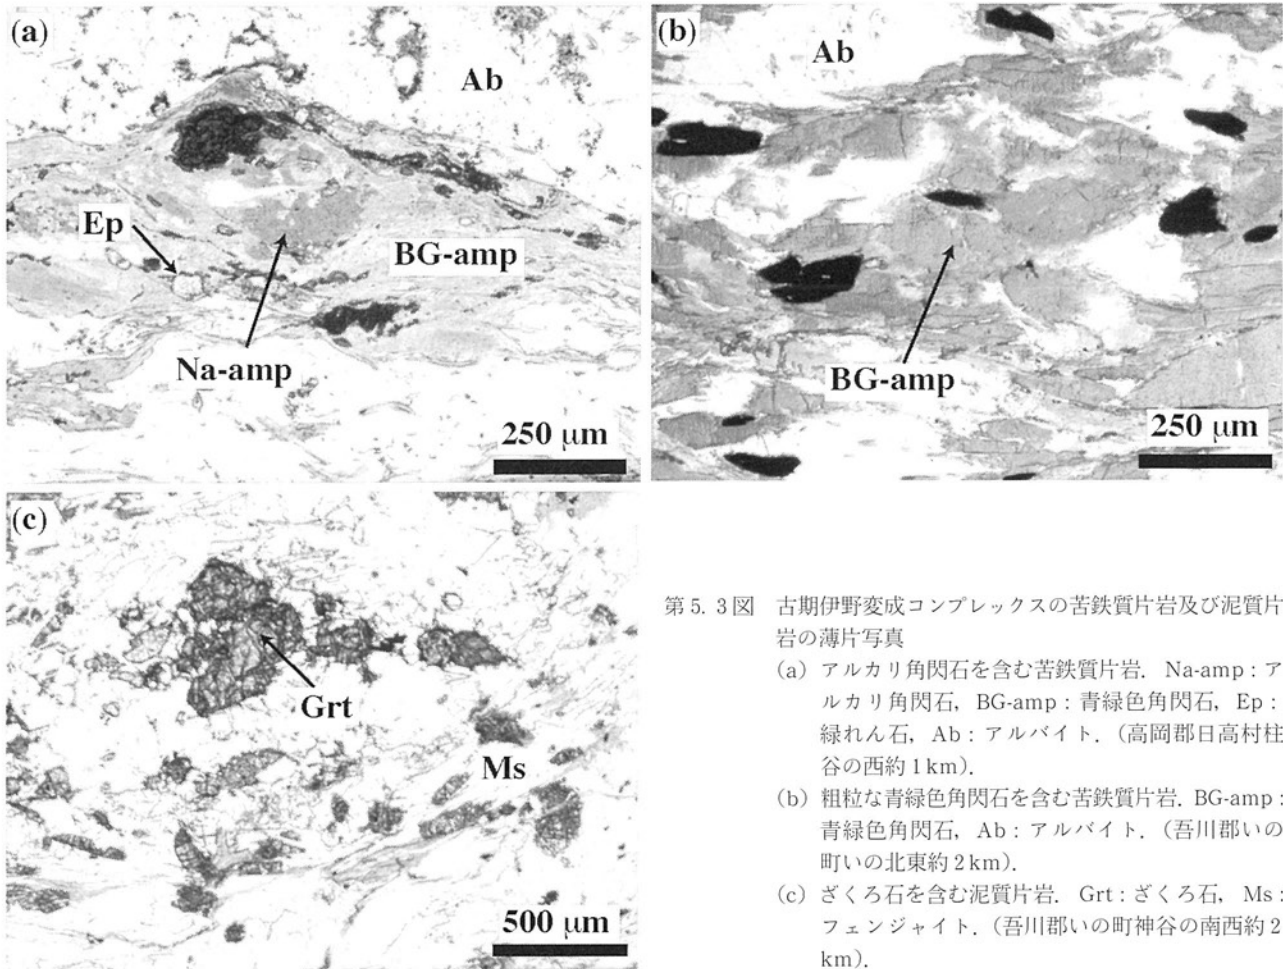 (a)
Ab
Ep
BG-amp
Na-amp
250 μm
(b)
Ab
BG-amp
250 μm
(c)
Grt
Ms
500 μm
第5. 3図 古期伊野変成コンプレックスの苦鉄質片岩及び泥質片
岩の薄片写真
(a) アルカリ角閃石を含む苦鉄質片岩. Na-amp : ア
ルカリ角閃石, BG-amp : 青緑色角閃石, Ep :
緑れん石, Ab : アルバイト. (高岡郡日高村柱
谷の西約1km).
(b) 粗粒な青緑色角閃石を含む苦鉄質片岩. BG-amp :
青緑色角閃石, Ab : アルバイト. (吾川郡いの
町いの北東約2km).
(c) ざくろ石を含む泥質片岩. Grt : ざくろ石, Ms :
フェンジャイト. (吾川郡いの町神谷の南西約2
km).